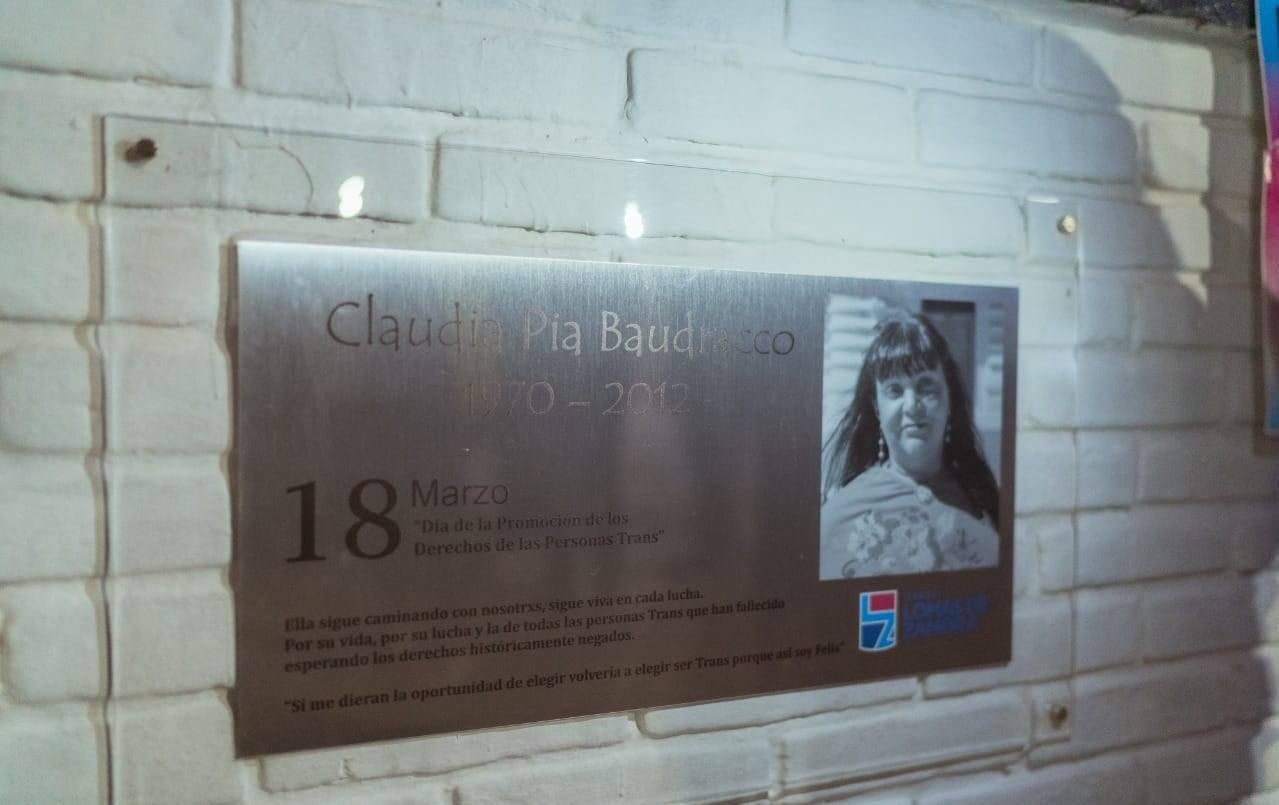 Claudia Pia Baudracco
1970 – 2012
18 Marzo
"Día de la Promoción de los
Derechos de las Personas Trans"
Ella sigue caminando con nosotrxs, sigue viva en cada lucha.
Por su vida, por su lucha y la de todas las personas Trans que han fallecido
esperando los derechos históricamente negados.
"Si me dieran la oportunidad de elegir volvería a elegir ser Trans porque así soy Felis"
LOMAS DE
ZAMORA